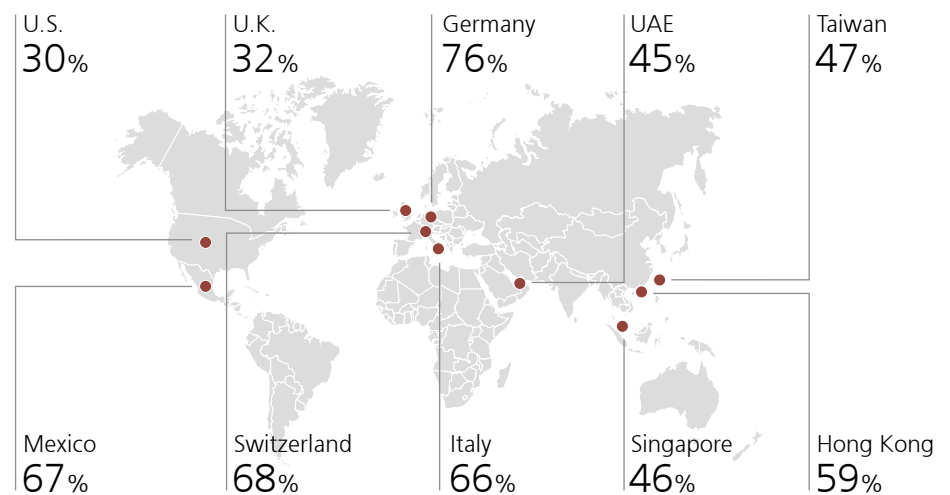 U.S.
30%
U.K.
32%
Germany
76%
UAE
45%
Taiwan
47%
Mexico
67%
Switzerland
68%
Italy
66%
Singapore
46%
Hong Kong
59%